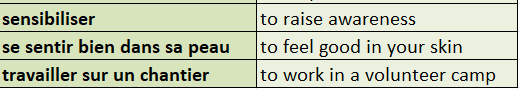 sensibiliser to raise awareness
se sentir bien dans sa peau to feel good in your skin
travailler sur un chantier to work in a volunteer camp